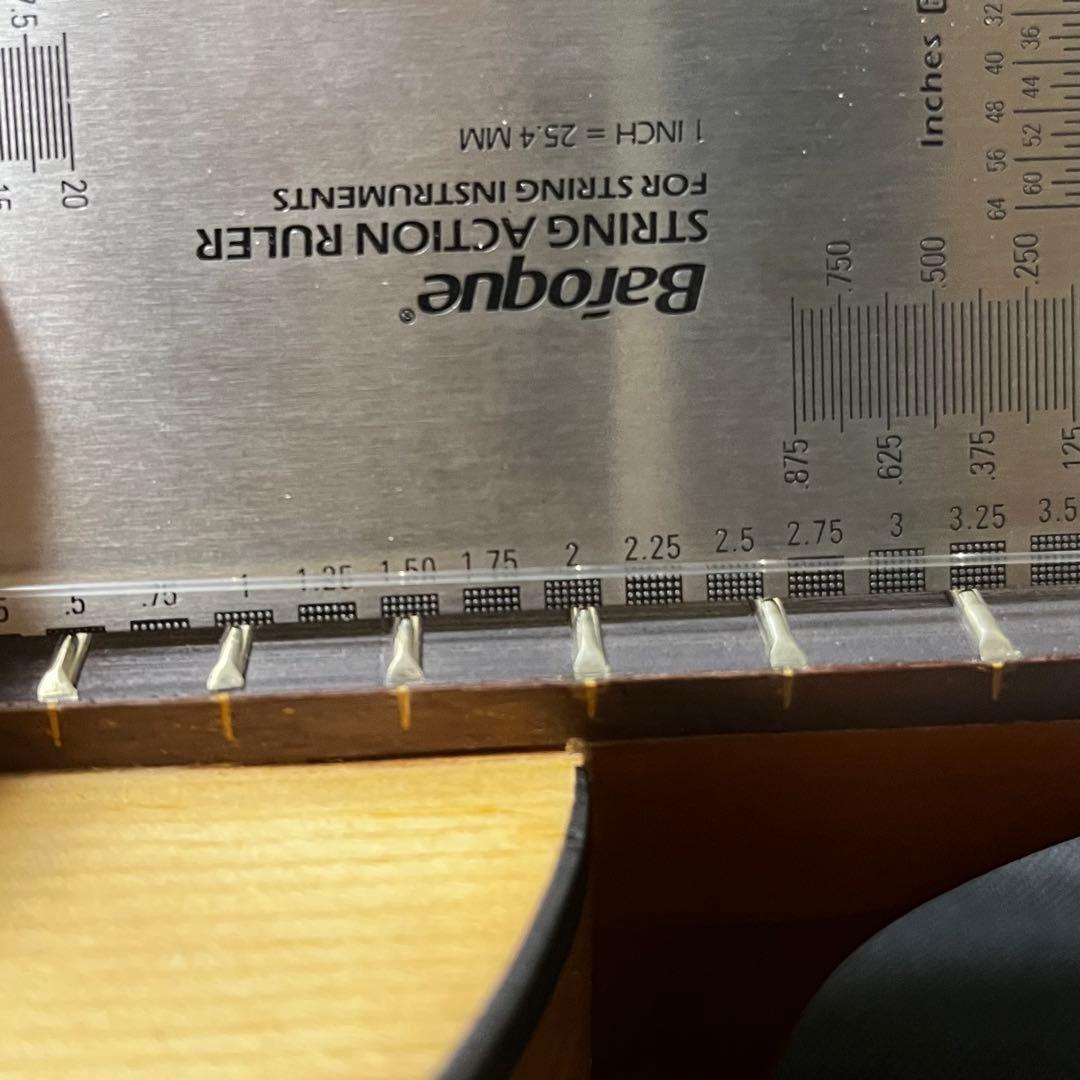 Baroque®
STRING ACTION RULER
FOR STRING INSTRUMENTS
1 INCH = 25.4 MM
Inches
32
40 36
48 44
56 52
64 60
.750 .500 .250
.875 .625 .375 .125
20
.5 .75 1 1.25 1.50 1.75 2 2.25 2.5 2.75 3 3.25 3.5